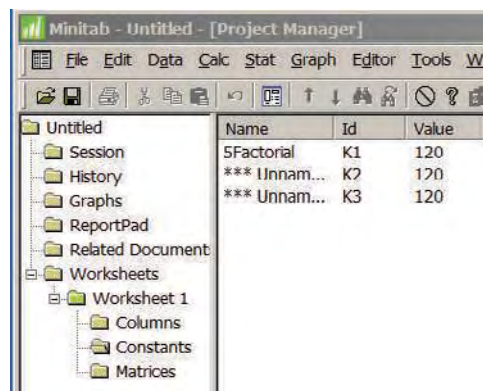 Minitab - Untitled - [Project Manager]
File Edit Data Calc Stat Graph Editor Tools W
Untitled
Session
History
Graphs
ReportPad
Related Document
Worksheets
Worksheet 1
Columns
Constants
Matrices
Name Id Value
5Factorial K1 120
*** Unnam... K2 120
*** Unnam... K3 120